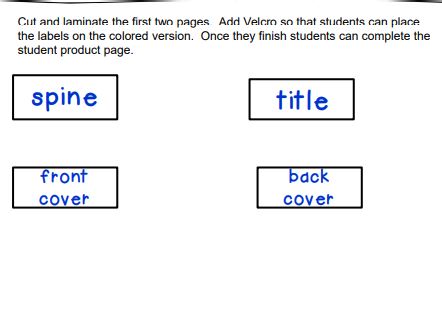 Cut and laminate the first two pages. Add Velcro so that students can place
the labels on the colored version. Once they finish students can complete the
student product page.
spine
title
front
cover
back
cover